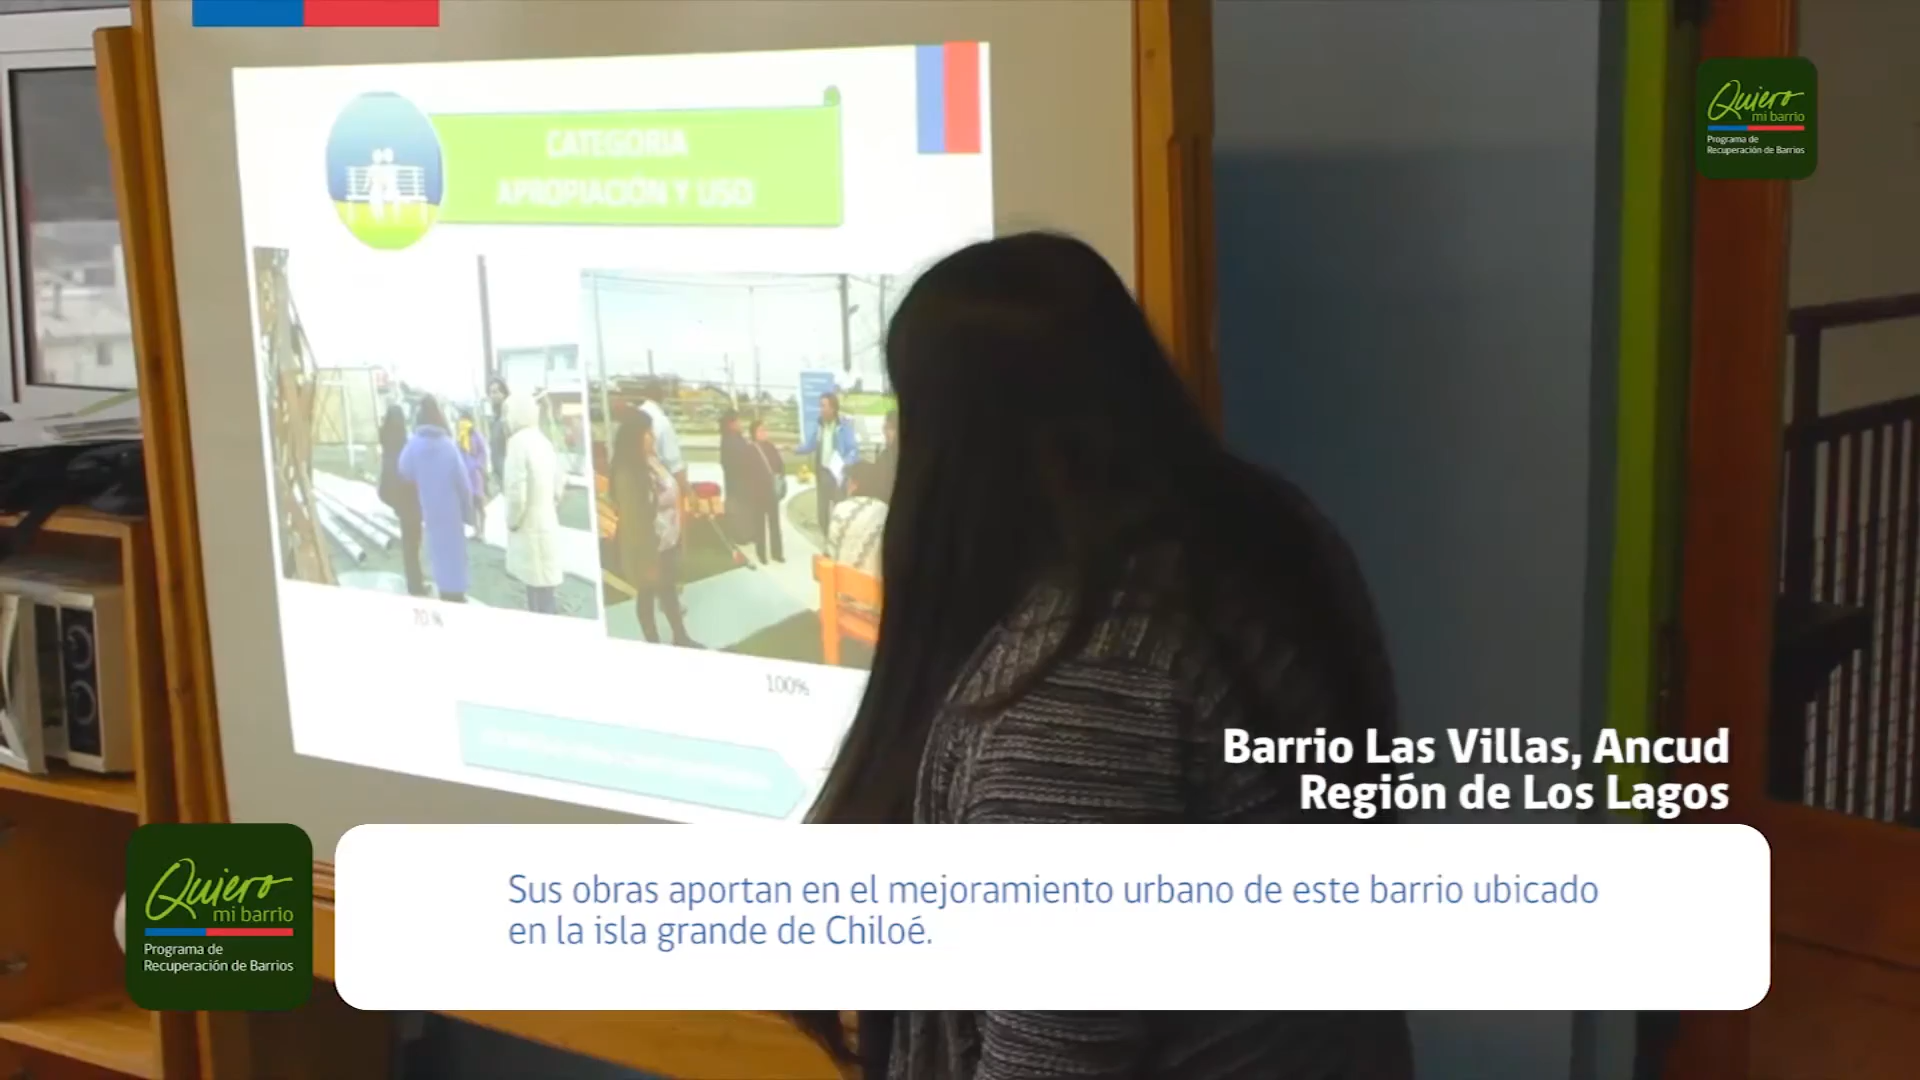 CATEGORIA
APROPIACIÓN Y USO
70 %
100%
Quiero
mi barrio
Programa de
Recuperación de Barrios
Barrio Las Villas, Ancud
Región de Los Lagos
Quiero
mi barrio
Programa de
Recuperación de Barrios
Sus obras aportan en el mejoramiento urbano de este barrio ubicado
en la isla grande de Chiloé.